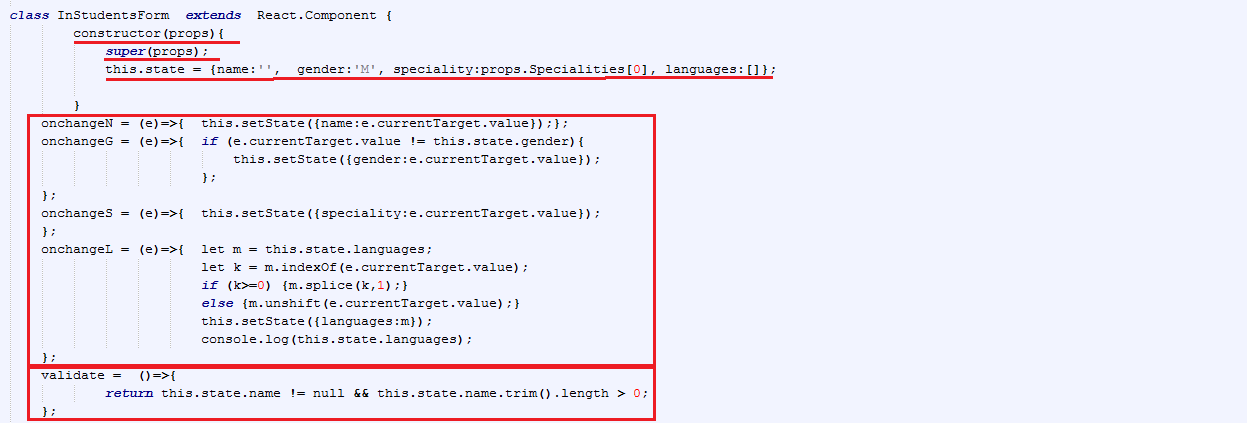 class InStudentsForm  extends  React.Component {
        constructor(props){
            super(props);
            this.state = {name:'',  gender:'M', speciality:props.Specialities[0], languages:[]};
        }
    onchangeN = (e)=>{  this.setState({name:e.currentTarget.value});};
    onchangeG = (e)=>{  if (e.currentTarget.value != this.state.gender){
                            this.setState({gender:e.currentTarget.value});
                        };
    };
    onchangeS = (e)=>{  this.setState({speciality:e.currentTarget.value});
    };
    onchangeL = (e)=>{  let m = this.state.languages;
                        let k = m.indexOf(e.currentTarget.value);
                        if (k>=0) {m.splice(k,1);}
                        else {m.unshift(e.currentTarget.value);}
                        this.setState({languages:m});
                        console.log(this.state.languages);
    };
    validate =  ()=>{
            return this.state.name != null && this.state.name.trim().length > 0;
    };